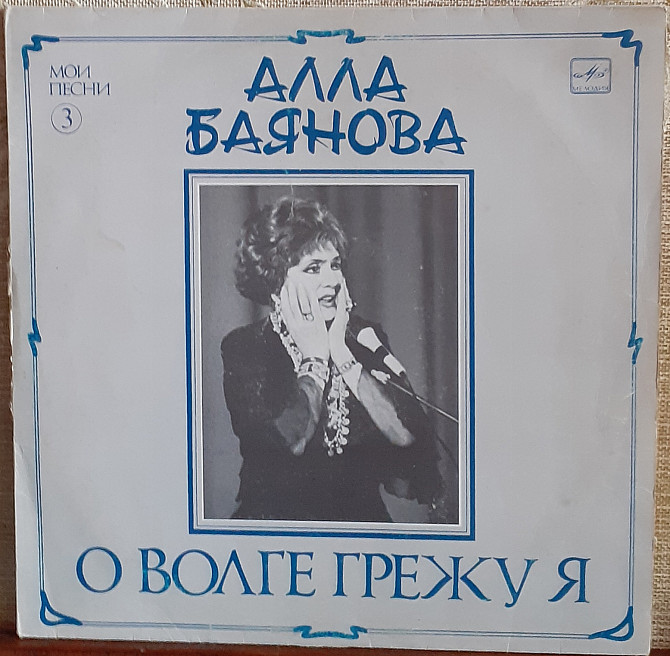 МОИ
ПЕСНИ
3
АЛЛА
БАЯНОВА
МЕЛОДИЯ
О ВОЛГЕ ГРЕЖУ Я